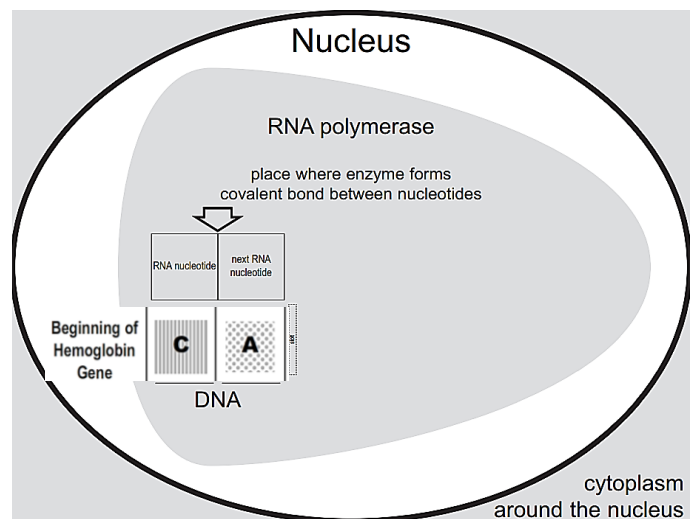 Nucleus
RNA polymerase
place where enzyme forms
covalent bond between nucleotides
RNA nucleotide
next RNA
nucleotide
Beginning of
Hemoglobin
Gene
C
A
DNA
cytoplasm
around the nucleus